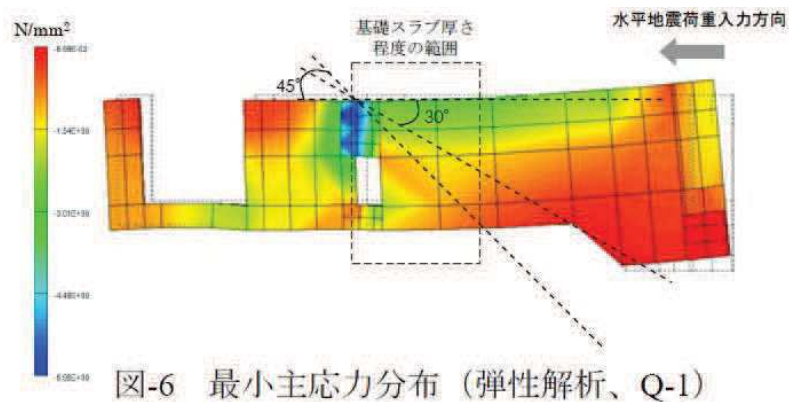 N/mm²
基礎スラブ厚さ
程度の範囲
水平地震荷重入力方向
45°
30°
図-6 最小主応力分布（弾性解析、Q-1）